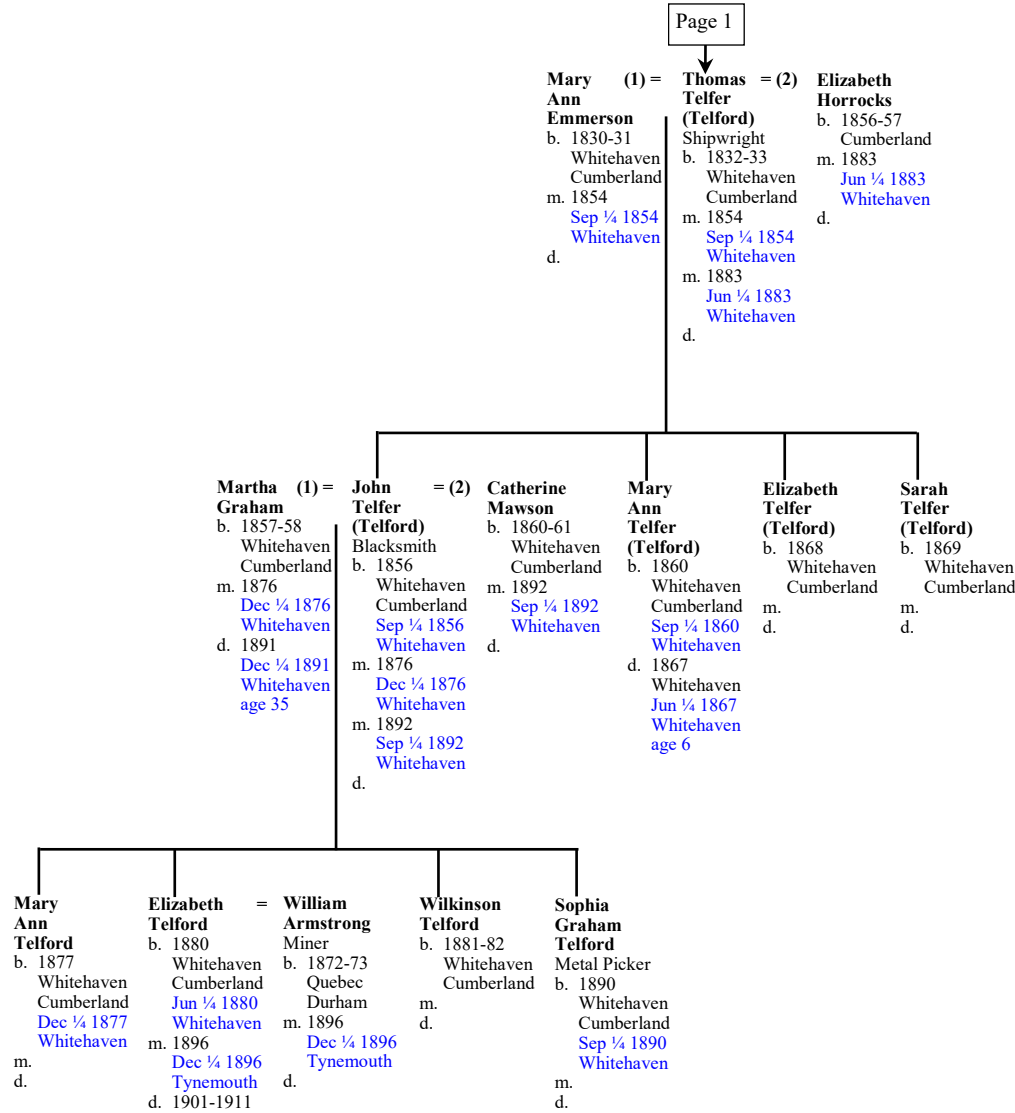 Page 1
Mary (1) =
Ann
Emmerson
b. 1830-31
Whitehaven
Cumberland
m. 1854
Sep ¼ 1854
Whitehaven
d.
Thomas = (2)
Telfer
(Telford)
Shipwright
b. 1832-33
Whitehaven
Cumberland
m. 1854
Sep ¼ 1854
Whitehaven
m. 1883
Jun ¼ 1883
Whitehaven
d.
Elizabeth
Horrocks
b. 1856-57
Cumberland
m. 1883
Jun ¼ 1883
Whitehaven
d.
Martha (1) =
Graham
b. 1857-58
Whitehaven
Cumberland
m. 1876
Dec ¼ 1876
Whitehaven
d. 1891
Dec ¼ 1891
Whitehaven
age 35
John = (2)
Telfer
(Telford)
Blacksmith
b. 1856
Whitehaven
Cumberland
Sep ¼ 1856
Whitehaven
m. 1876
Dec ¼ 1876
Whitehaven
m. 1892
Sep ¼ 1892
Whitehaven
d.
Catherine
Mawson
b. 1860-61
Whitehaven
Cumberland
m. 1892
Sep ¼ 1892
Whitehaven
d.
Mary
Ann
Telfer
(Telford)
b. 1860
Whitehaven
Cumberland
Sep ¼ 1860
Whitehaven
d. 1867
Whitehaven
Jun ¼ 1867
Whitehaven
age 6
Elizabeth
Telfer
(Telford)
b. 1868
Whitehaven
Cumberland
m.
d.
Sarah
Telfer
(Telford)
b. 1869
Whitehaven
Cumberland
m.
d.
Mary
Ann
Telford
b. 1877
Whitehaven
Cumberland
Dec ¼ 1877
Whitehaven
m.
d.
Elizabeth =
Telford
b. 1880
Whitehaven
Cumberland
Jun ¼ 1880
Whitehaven
m. 1896
Dec ¼ 1896
Tynemouth
d. 1901-1911
William
Armstrong
Miner
b. 1872-73
Quebec
Durham
m. 1896
Dec ¼ 1896
Tynemouth
d.
Wilkinson
Telford
b. 1881-82
Whitehaven
Cumberland
m.
d.
Sophia
Graham
Telford
Metal Picker
b. 1890
Whitehaven
Cumberland
Sep ¼ 1890
Whitehaven
m.
d.